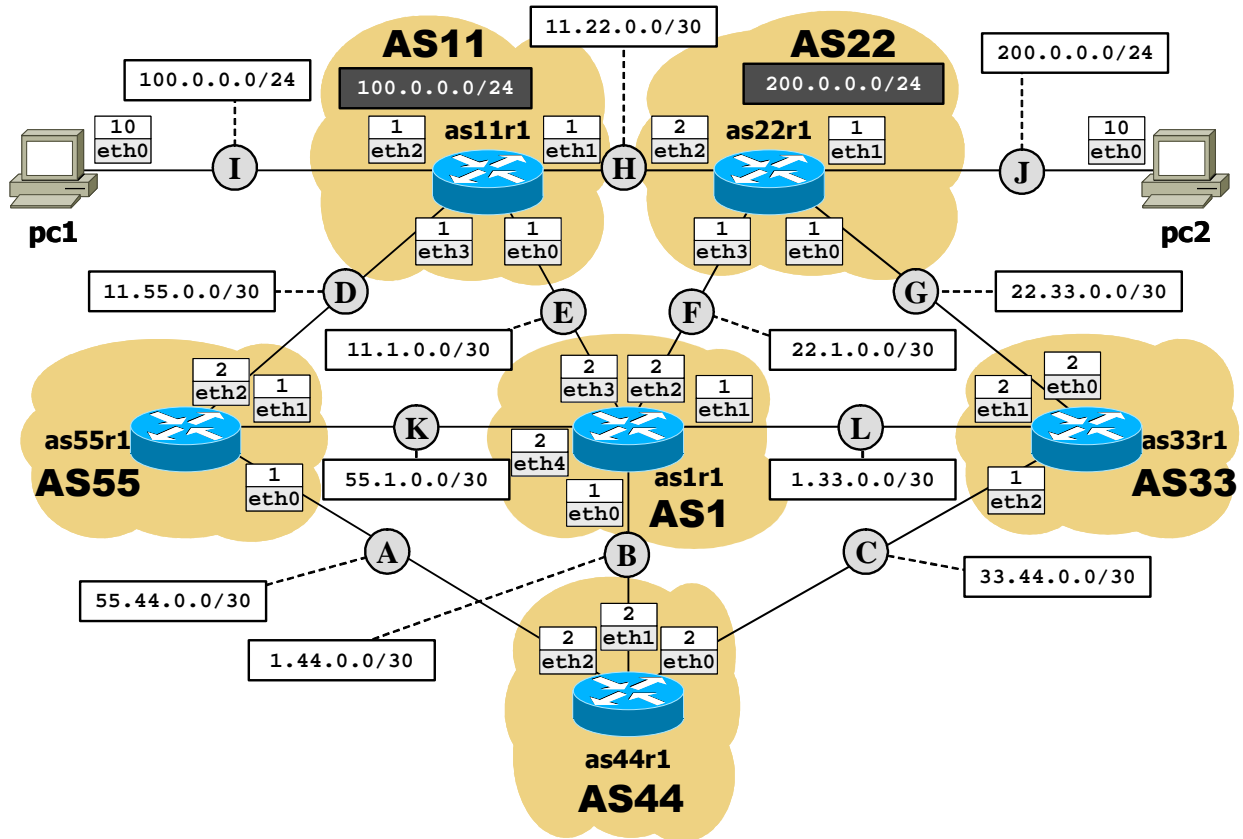 11.22.0.0/30
AS11
AS22
100.0.0.0/24
200.0.0.0/24
100.0.0.0/24
200.0.0.0/24
10
eth0
1
eth2
as11r1
1
eth1
2
eth2
as22r1
1
eth1
10
eth0
I
H
J
pc1
pc2
1
eth3
1
eth0
1
eth3
1
eth0
11.55.0.0/30
D
G
22.33.0.0/30
E
F
11.1.0.0/30
22.1.0.0/30
2
eth2
1
eth1
2
eth3
2
eth2
1
eth1
2
eth1
2
eth0
as55r1
AS55
K
L
as33r1
AS33
1
eth0
55.1.0.0/30
2
eth4
1
eth0
as1r1
AS1
1.33.0.0/30
1
eth2
A
B
C
55.44.0.0/30
33.44.0.0/30
1.44.0.0/30
2
eth2
2
eth1
2
eth0
as44r1
AS44